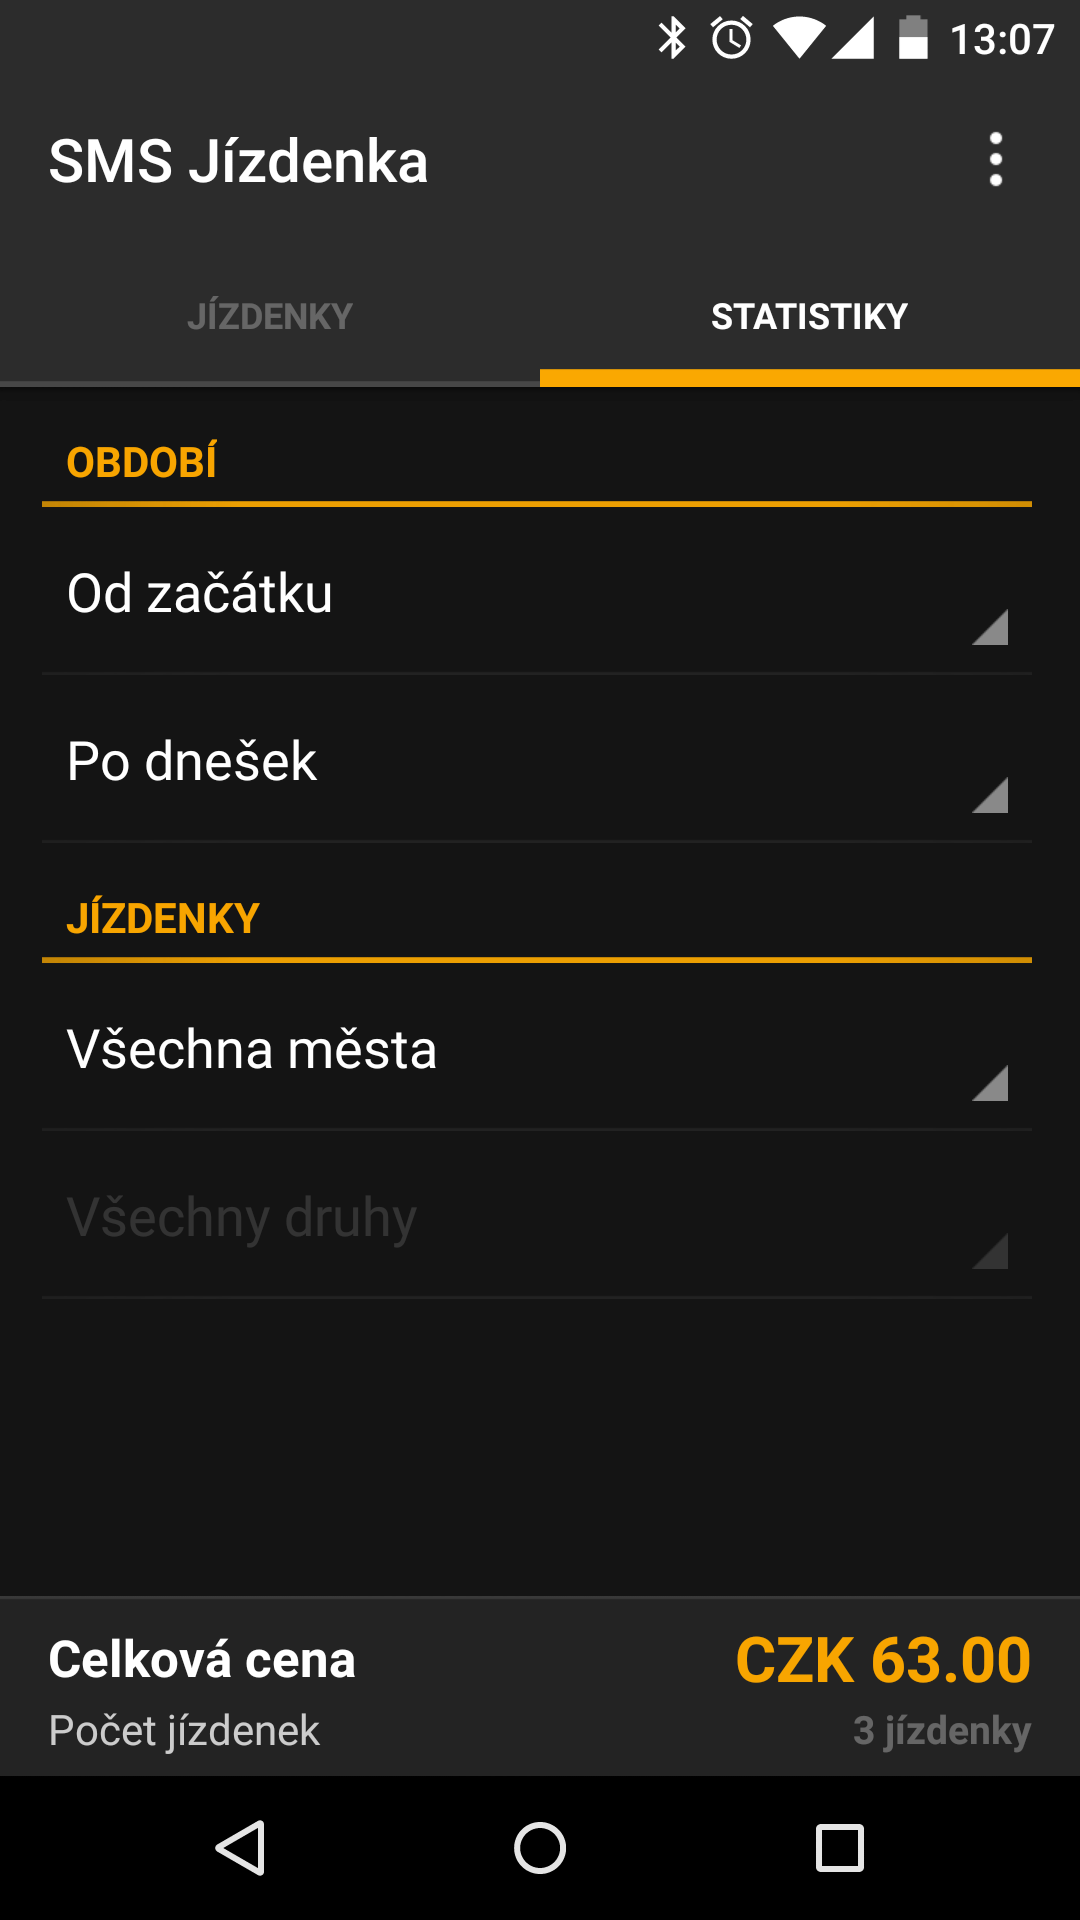 13:07
SMS Jízdenka
JÍZDENKY
STATISTIKY
OBDOBÍ
Od začátku
Po dnešek
JÍZDENKY
Všechna města
Všechny druhy
Celková cena
CZK 63.00
Počet jízdenek
3 jízdenky